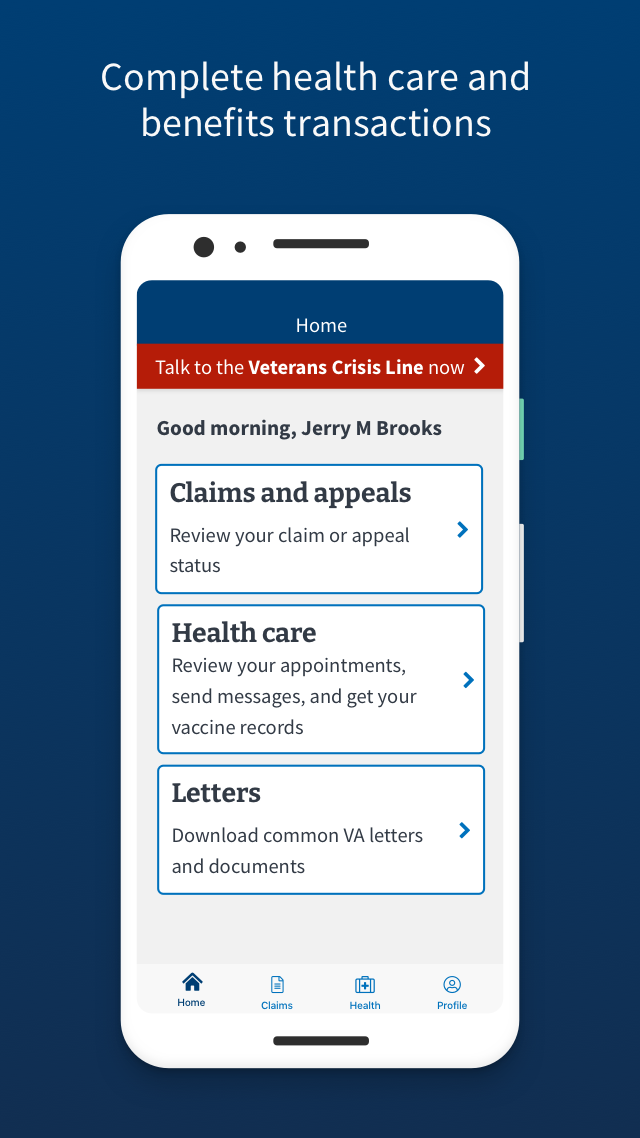 Complete health care and
benefits transactions
Home
Talk to the Veterans Crisis Line now
Good morning, Jerry M Brooks
Claims and appeals
Review your claim or appeal
status
Health care
Review your appointments,
send messages, and get your
vaccine records
Letters
Download common VA letters
and documents
Home
Claims
Health
Profile